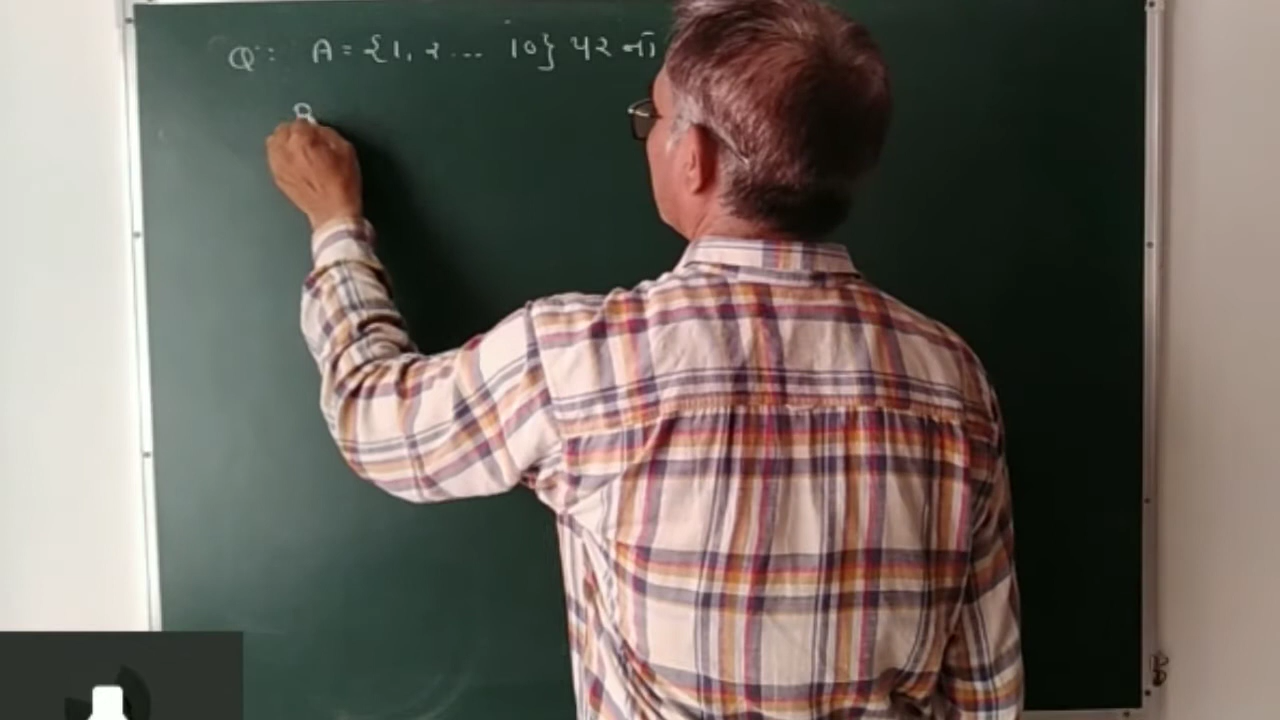 Q : A = {1, ૨ ... 10} પર નો
R